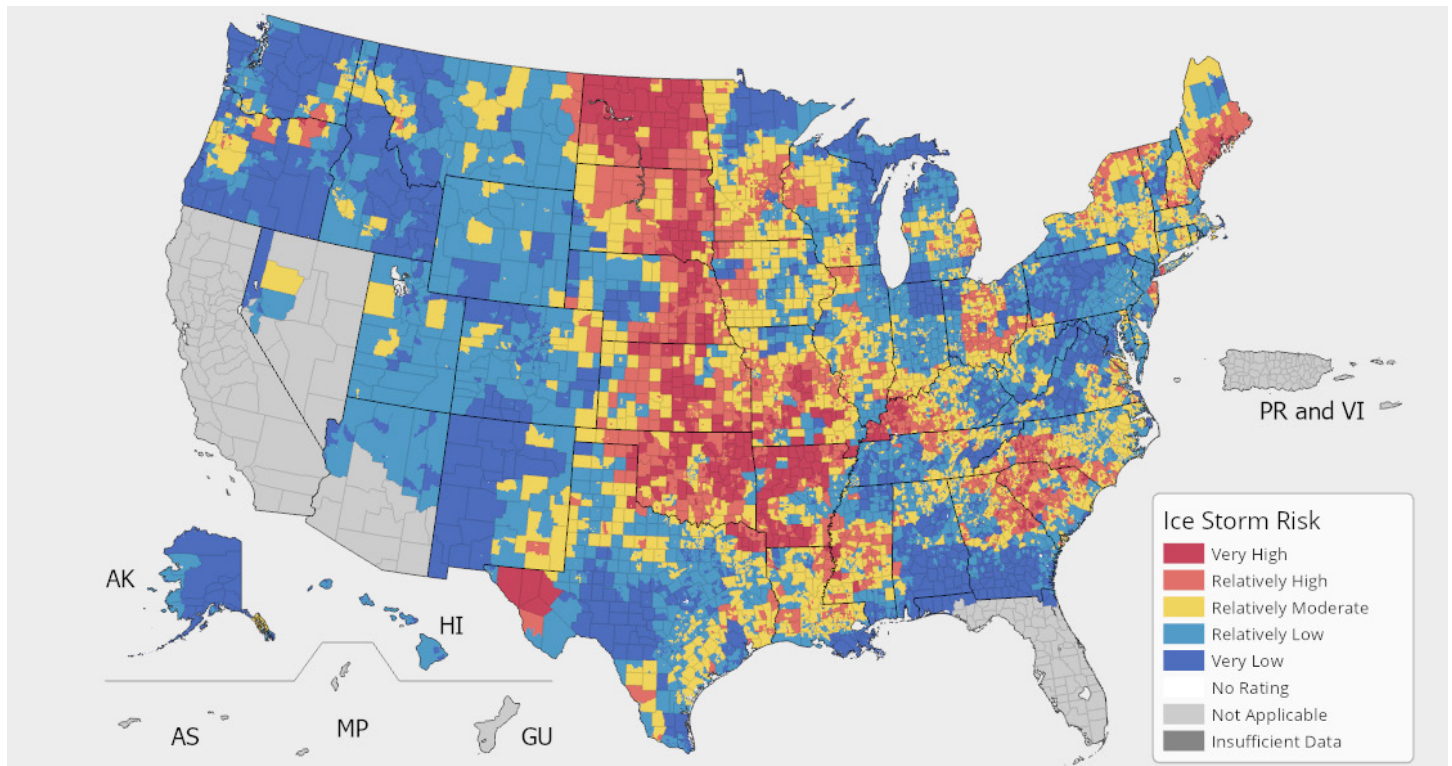 PR and VI
AK
HI
AS
MP
GU
Ice Storm Risk
Very High
Relatively High
Relatively Moderate
Relatively Low
Very Low
No Rating
Not Applicable
Insufficient Data